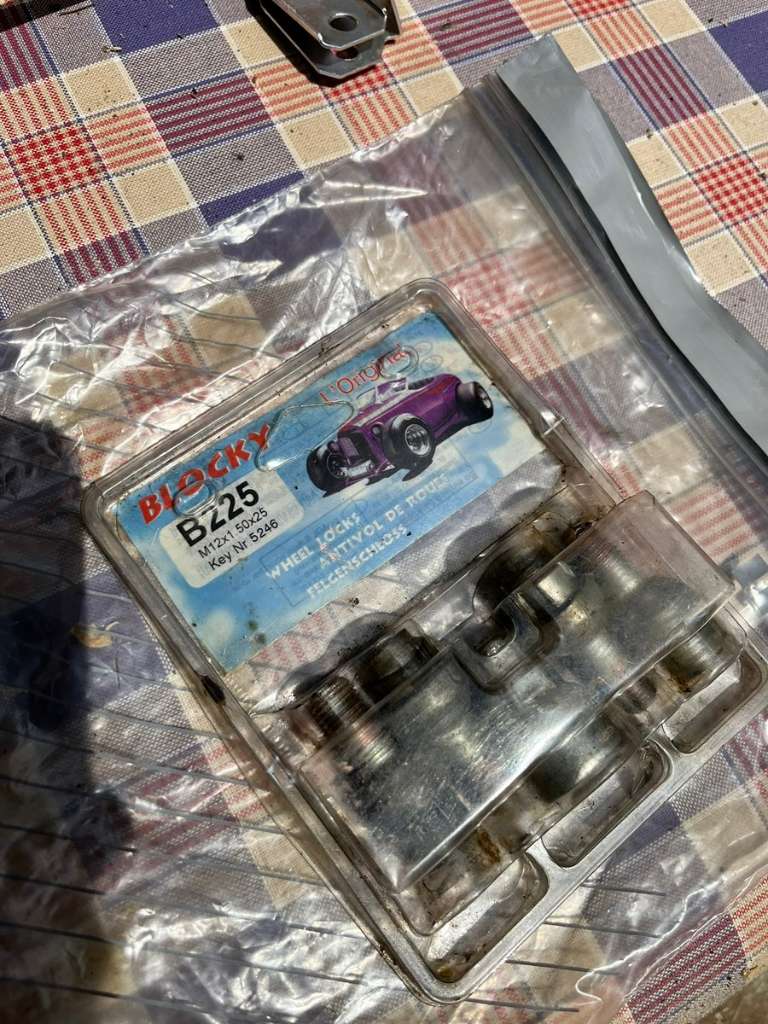 L'Original
BLOCKY
B225
M12x1.50x25
Key Nr 5246
WHEEL LOCKS
ANTIVOL DE ROUES
FELGENSCHLOSS